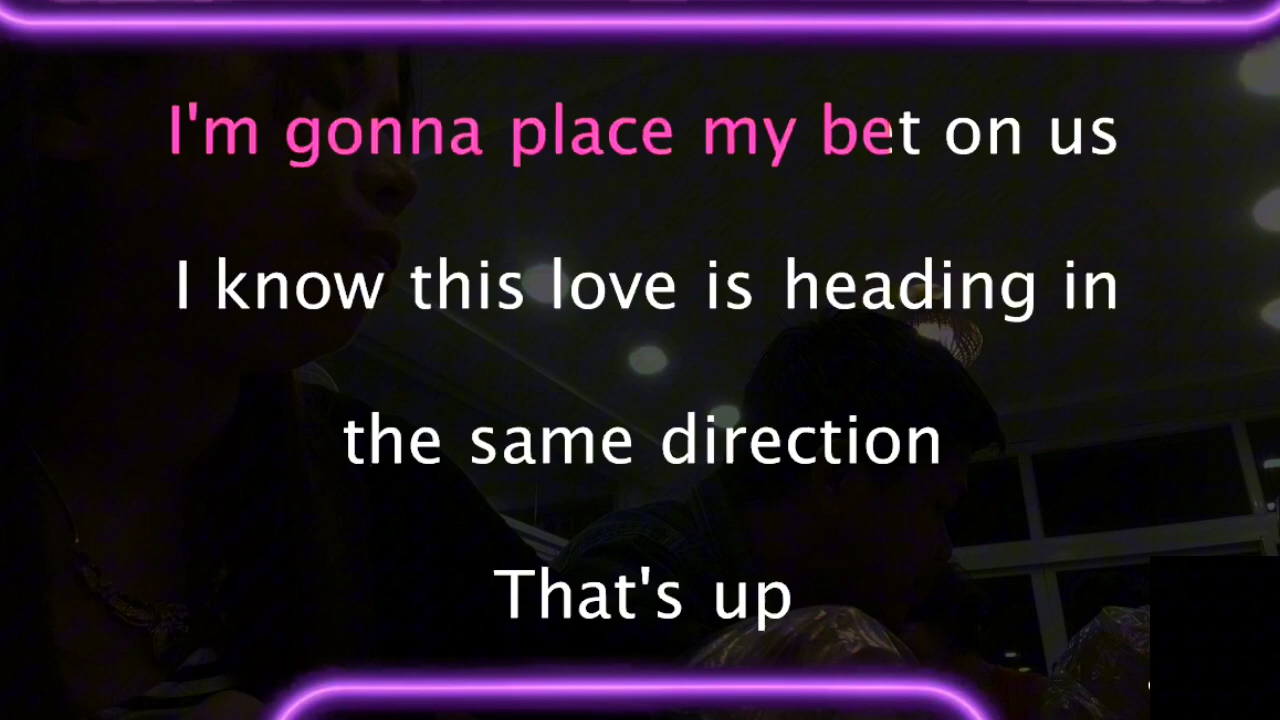 I'm gonna place my bet on us
I know this love is heading in
the same direction
That's up